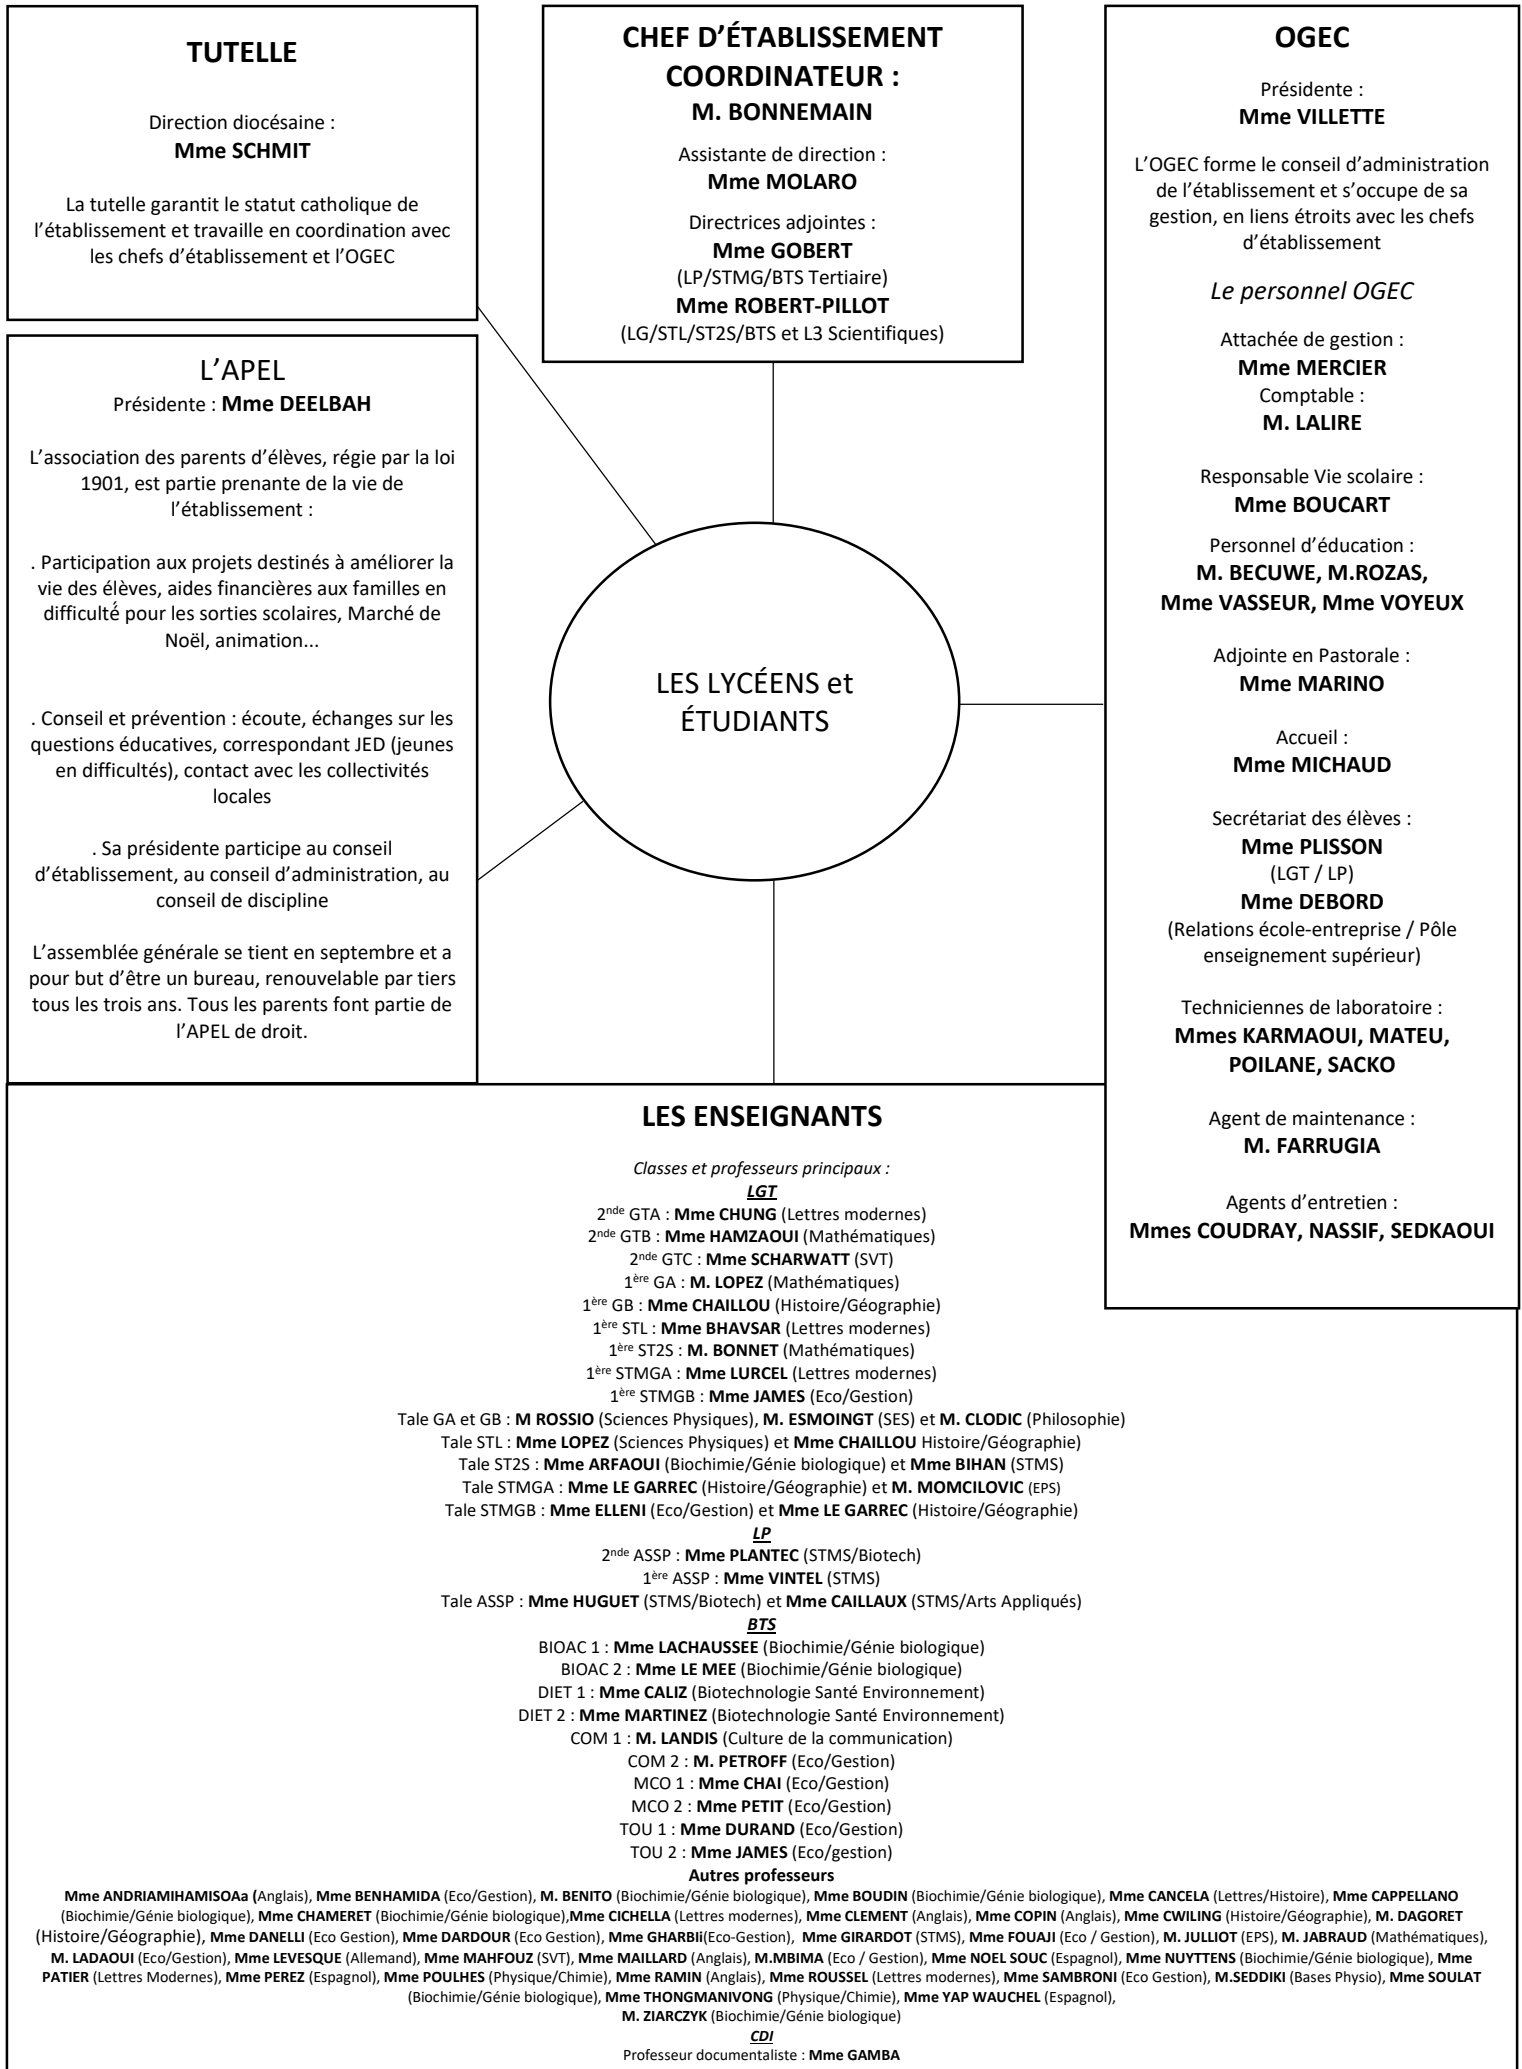 TUTELLE
Direction diocésaine :
Mme SCHMIT
La tutelle garantit le statut catholique de
l'établissement et travaille en coordination avec
les chefs d'établissement et l'OGEC
CHEF D'ÉTABLISSEMENT
COORDINATEUR :
M. BONNEMAIN
Assistante de direction :
Mme MOLARO
Directrices adjointes :
Mme GOBERT
(LP/STMG/BTS Tertiaire)
Mme ROBERT-PILLOT
(LG/STL/ST2S/BTS et L3 Scientifiques)
OGEC
Présidente :
Mme VILLETTE
L'OGEC forme le conseil d'administration
de l'établissement et s'occupe de sa
gestion, en liens étroits avec les chefs
d'établissement
Le personnel OGEC
Attachée de gestion :
Mme MERCIER
Comptable :
M. LALIRE
Responsable Vie scolaire :
Mme BOUCART
Personnel d'éducation :
M. BECUWE, M.ROZAS,
Mme VASSEUR, Mme VOYEUX
Adjointe en Pastorale :
Mme MARINO
Accueil :
Mme MICHAUD
Secrétariat des élèves :
Mme PLISSON
(LGT / LP)
Mme DEBORD
(Relations école-entreprise / Pôle
enseignement supérieur)
Techniciennes de laboratoire :
Mmes KARMAOUI, MATEU,
POILANE, SACKO
Agent de maintenance :
M. FARRUGIA
Agents d'entretien :
Mmes COUDRAY, NASSIF, SEDKAOUI
L'APEL
Présidente : Mme DEELBAH
L'association des parents d'élèves, régie par la loi
1901, est partie prenante de la vie de
l'établissement :
. Participation aux projets destinés à améliorer la
vie des élèves, aides financières aux familles en
difficulté pour les sorties scolaires, Marché de
Noël, animation...
. Conseil et prévention : écoute, échanges sur les
questions éducatives, correspondant JED (jeunes
en difficultés), contact avec les collectivités
locales
. Sa présidente participe au conseil
d'établissement, au conseil d'administration, au
conseil de discipline
L'assemblée générale se tient en septembre et a
pour but d'être un bureau, renouvelable par tiers
tous les trois ans. Tous les parents font partie de
l'APEL de droit.
LES LYCÉENS et
ÉTUDIANTS
LES ENSEIGNANTS
Classes et professeurs principaux :
LGT
2nde GTA : Mme CHUNG (Lettres modernes)
2nde GTB : Mme HAMZAOUI (Mathématiques)
2nde GTC : Mme SCHARWATT (SVT)
1ère GA : M. LOPEZ (Mathématiques)
1ère GB : Mme CHAILLOU (Histoire/Géographie)
1ère STL : Mme BHAVSAR (Lettres modernes)
1ère ST2S : M. BONNET (Mathématiques)
1ère STMGA : Mme LURCEL (Lettres modernes)
1ère STMGB : Mme JAMES (Eco/Gestion)
Tale GA et GB : M ROSSIO (Sciences Physiques), M. ESMOINGT (SES) et M. CLODIC (Philosophie)
Tale STL : Mme LOPEZ (Sciences Physiques) et Mme CHAILLOU Histoire/Géographie)
Tale ST2S : Mme ARFAOUI (Biochimie/Génie biologique) et Mme BIHAN (STMS)
Tale STMGA : Mme LE GARREC (Histoire/Géographie) et M. MOMCILOVIC (EPS)
Tale STMGB : Mme ELLENI (Eco/Gestion) et Mme LE GARREC (Histoire/Géographie)
LP
2nde ASSP : Mme PLANTEC (STMS/Biotech)
1ère ASSP : Mme VINTEL (STMS)
Tale ASSP : Mme HUGUET (STMS/Biotech) et Mme CAILLAUX (STMS/Arts Appliqués)
BTS
BIOAC 1 : Mme LACHAUSSEE (Biochimie/Génie biologique)
BIOAC 2 : Mme LE MEE (Biochimie/Génie biologique)
DIET 1 : Mme CALIZ (Biotechnologie Santé Environnement)
DIET 2 : Mme MARTINEZ (Biotechnologie Santé Environnement)
COM 1 : M. LANDIS (Culture de la communication)
COM 2 : M. PETROFF (Eco/Gestion)
MCO 1 : Mme CHAI (Eco/Gestion)
MCO 2 : Mme PETIT (Eco/Gestion)
TOU 1 : Mme DURAND (Eco/Gestion)
TOU 2 : Mme JAMES (Eco/gestion)
Autres professeurs
Mme ANDRIAMIHAMISOAa (Anglais), Mme BENHAMIDA (Eco/Gestion), M. BENITO (Biochimie/Génie biologique), Mme BOUDIN (Biochimie/Génie biologique), Mme CANCELA (Lettres/Histoire), Mme CAPPELLANO
(Biochimie/Génie biologique), Mme CHAMERET (Biochimie/Génie biologique),Mme CICHELLA (Lettres modernes), Mme CLEMENT (Anglais), Mme COPIN (Anglais), Mme CWILING (Histoire/Géographie), M. DAGORET
(Histoire/Géographie), Mme DANELLI (Eco Gestion), Mme DARDOUR (Eco Gestion), Mme GHARBIi(Eco-Gestion), Mme GIRARDOT (STMS), Mme FOUAJI (Eco / Gestion), M. JULLIOT (EPS), M. JABRAUD (Mathématiques),
M. LADAOUI (Eco/Gestion), Mme LEVESQUE (Allemand), Mme MAHFOUZ (SVT), Mme MAILLARD (Anglais), M.MBIMA (Eco / Gestion), Mme NOEL SOUC (Espagnol), Mme NUYTTENS (Biochimie/Génie biologique), Mme
PATIER (Lettres Modernes), Mme PEREZ (Espagnol), Mme POULHES (Physique/Chimie), Mme RAMIN (Anglais), Mme ROUSSEL (Lettres modernes), Mme SAMBRONI (Eco Gestion), M.SEDDIKI (Bases Physio), Mme SOULAT
(Biochimie/Génie biologique), Mme THONGMANIVONG (Physique/Chimie), Mme YAP WAUCHEL (Espagnol),
M. ZIARCZYK (Biochimie/Génie biologique)
CDI
Professeur documentaliste : Mme GAMBA